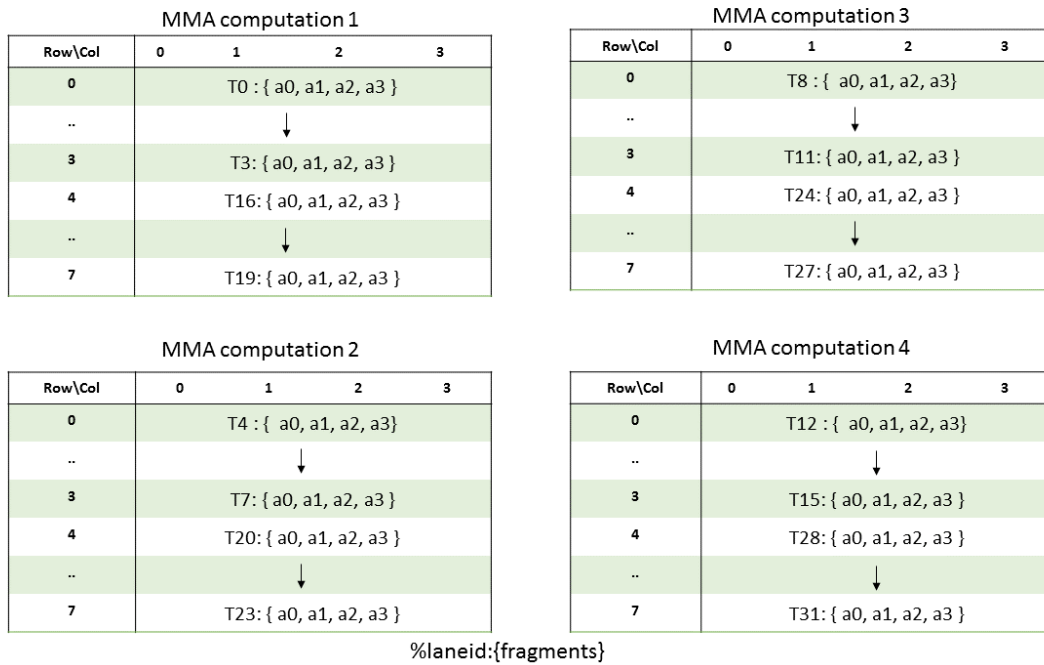 MMA computation 1
Row\Col 0 1 2 3
0 T0 : { a0, a1, a2, a3 }
..
3 T3: { a0, a1, a2, a3 }
4 T16: { a0, a1, a2, a3 }
..
7 T19: { a0, a1, a2, a3 }
MMA computation 3
Row\Col 0 1 2 3
0 T8 : { a0, a1, a2, a3}
..
3 T11: { a0, a1, a2, a3 }
4 T24: { a0, a1, a2, a3 }
..
7 T27: { a0, a1, a2, a3 }
MMA computation 2
Row\Col 0 1 2 3
0 T4 : { a0, a1, a2, a3}
..
3 T7: { a0, a1, a2, a3 }
4 T20: { a0, a1, a2, a3 }
..
7 T23: { a0, a1, a2, a3 }
MMA computation 4
Row\Col 0 1 2 3
0 T12 : { a0, a1, a2, a3}
..
3 T15: { a0, a1, a2, a3 }
4 T28: { a0, a1, a2, a3 }
..
7 T31: { a0, a1, a2, a3 }
%laneid:{fragments}